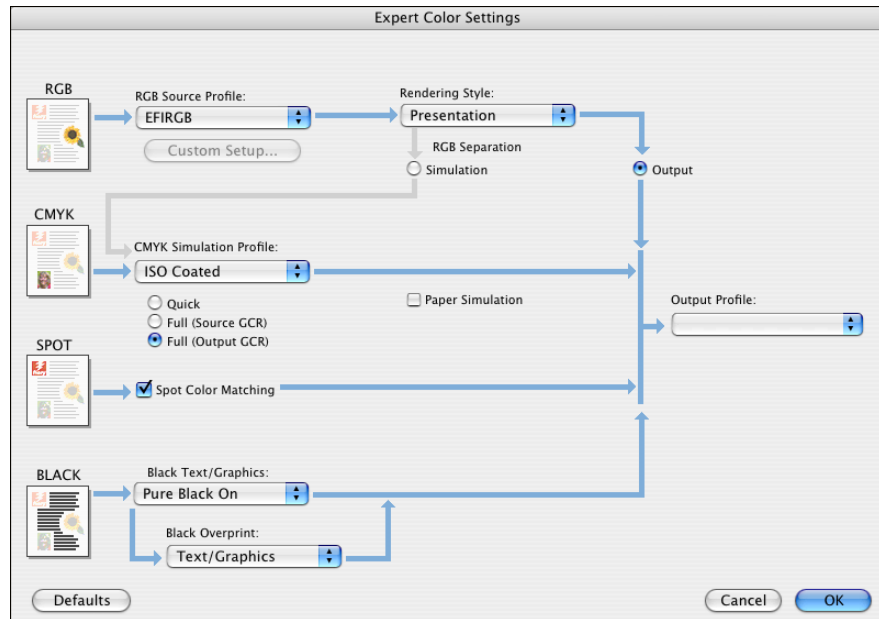 Expert Color Settings
RGB
RGB Source Profile:
EFIRGB
Custom Setup...
Rendering Style:
Presentation
RGB Separation
Simulation
Output
CMYK
CMYK Simulation Profile:
ISO Coated
Quick
Full (Source GCR)
Full (Output GCR)
Paper Simulation
Output Profile:
SPOT
Spot Color Matching
BLACK
Black Text/Graphics:
Pure Black On
Black Overprint:
Text/Graphics
Defaults
Cancel
OK